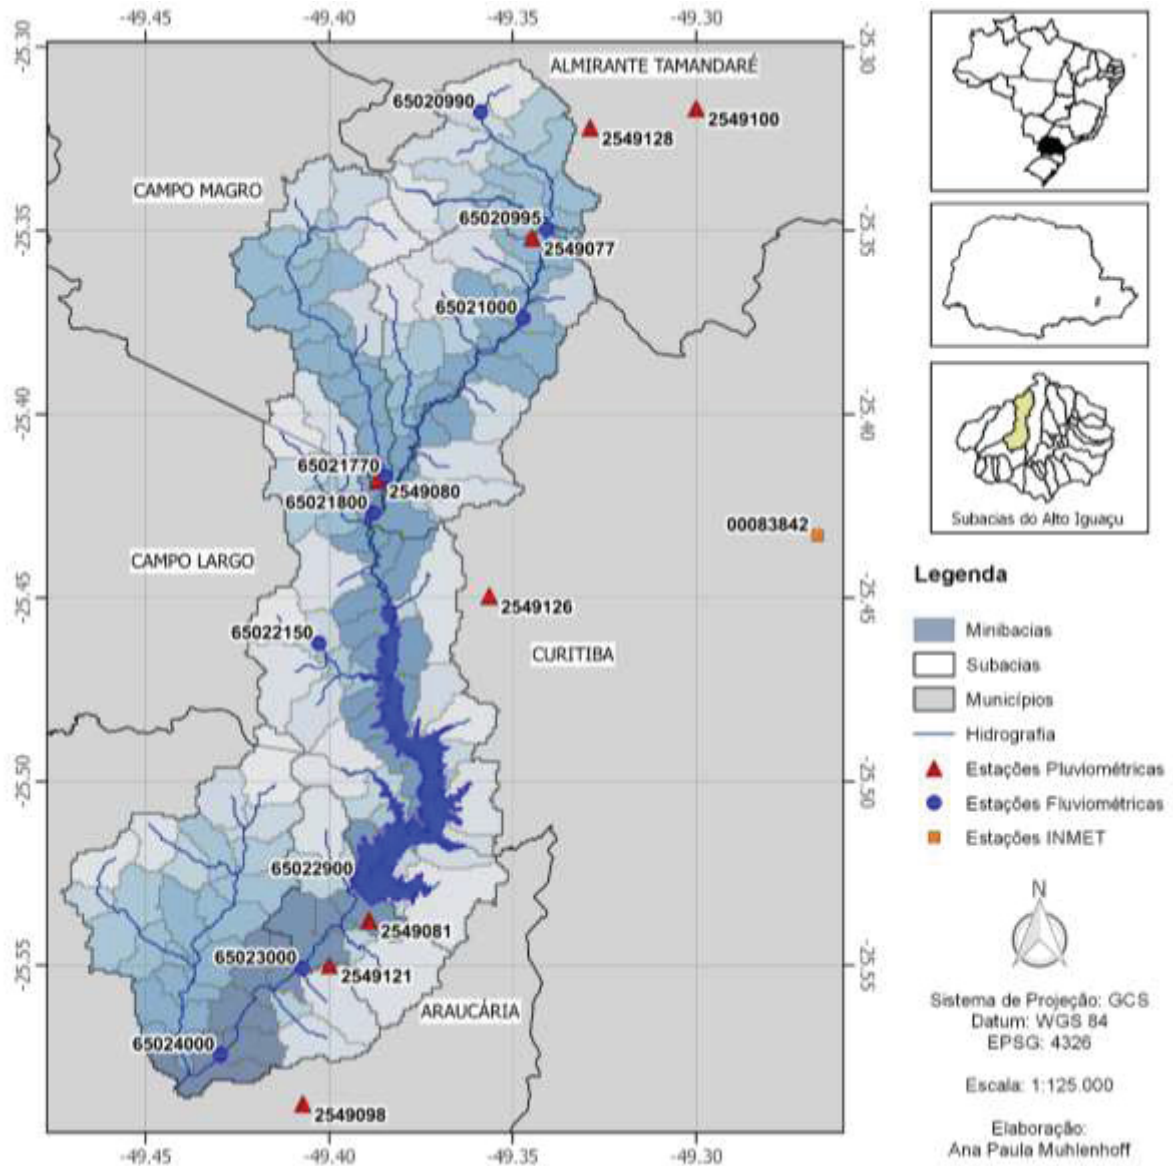 -49.45 -49.40 -49.35 -49.30
-25.30 -25.30
ALMIRANTE TAMANDARÉ
65020990
2549100
2549128
CAMPO MAGRO
65020995
-25.35 -25.35
2549077
65021000
-25.40 -25.40
65021770
2549080
65021800
00083842
CAMPO LARGO
-25.45 -25.45
2549126
65022150
CURITIBA
-25.50 -25.50
65022900
2549081
65023000
-25.55 -25.55
2549121
ARAUCÁRIA
65024000
2549098
-49.45 -49.40 -49.35 -49.30
Subacias do Alto Iguaçu
Legenda
Minibacias
Subacias
Municípios
Hidrografia
Estações Pluviométricas
Estações Fluviométricas
Estações INMET
N
Sistema de Projeção: GCS
Datum: WGS 84
EPSG: 4326
Escala: 1:125.000
Elaboração:
Ana Paula Muhlenhoff